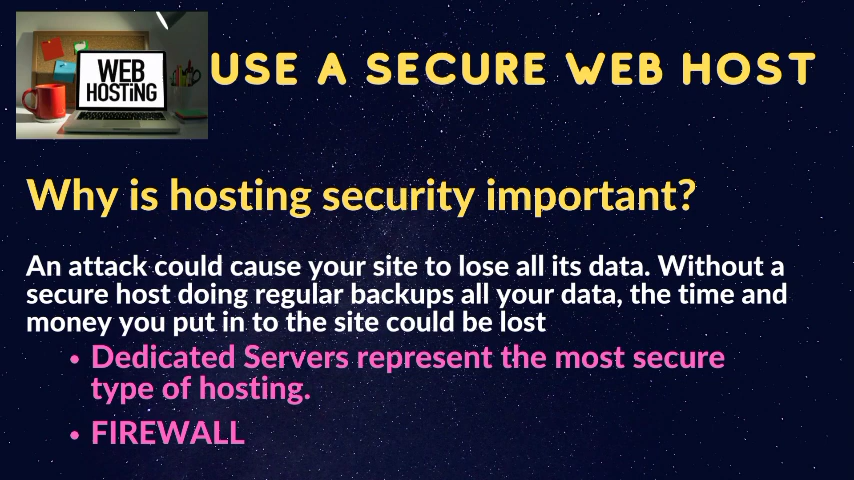 WEB
HOSTING
USE A SECURE WEB HOST
Why is hosting security important?
An attack could cause your site to lose all its data. Without a
secure host doing regular backups all your data, the time and
money you put in to the site could be lost
• Dedicated Servers represent the most secure
type of hosting.
• FIREWALL